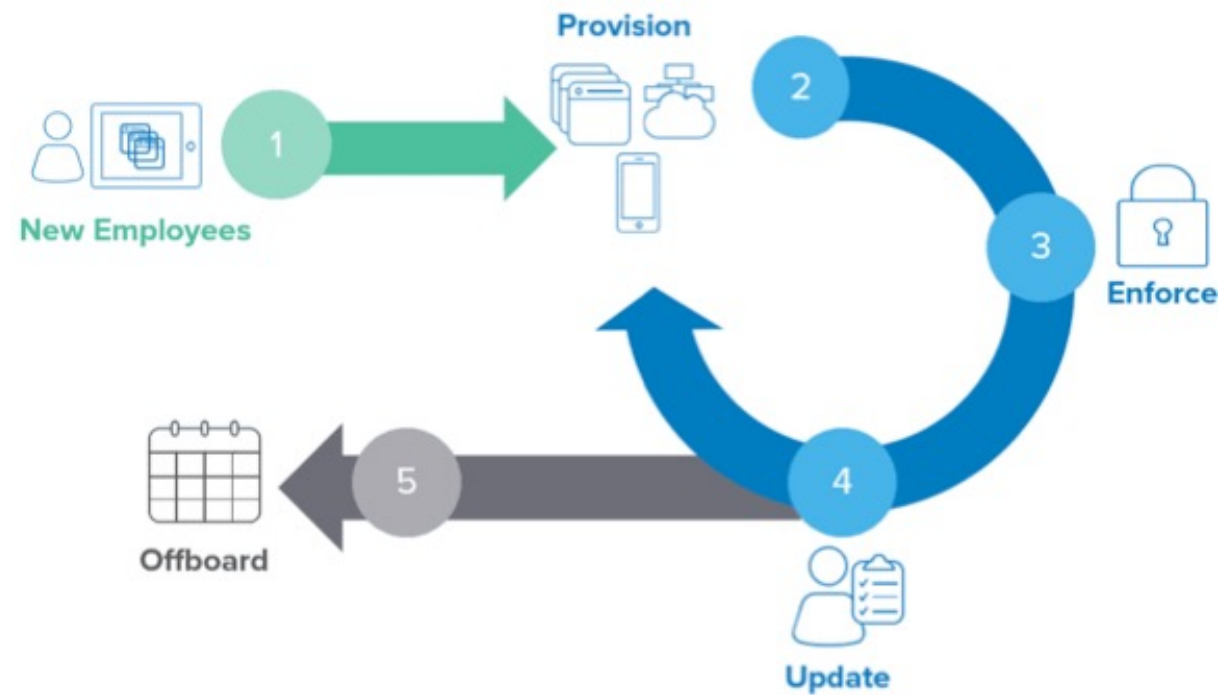 Provision
2
1
New Employees
3
Enforce
5
4
Offboard
Update